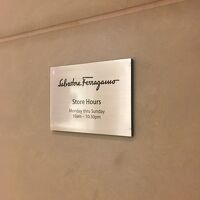 Salvatore Ferragamo
Store Hours
Monday thru Sunday
10am - 10:30pm